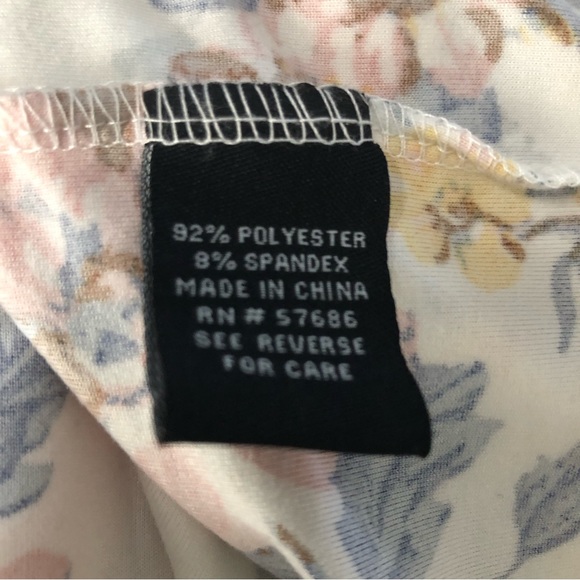 92% POLYESTER
8% SPANDEX
MADE IN CHINA
RN # 57686
SEE REVERSE
FOR CARE